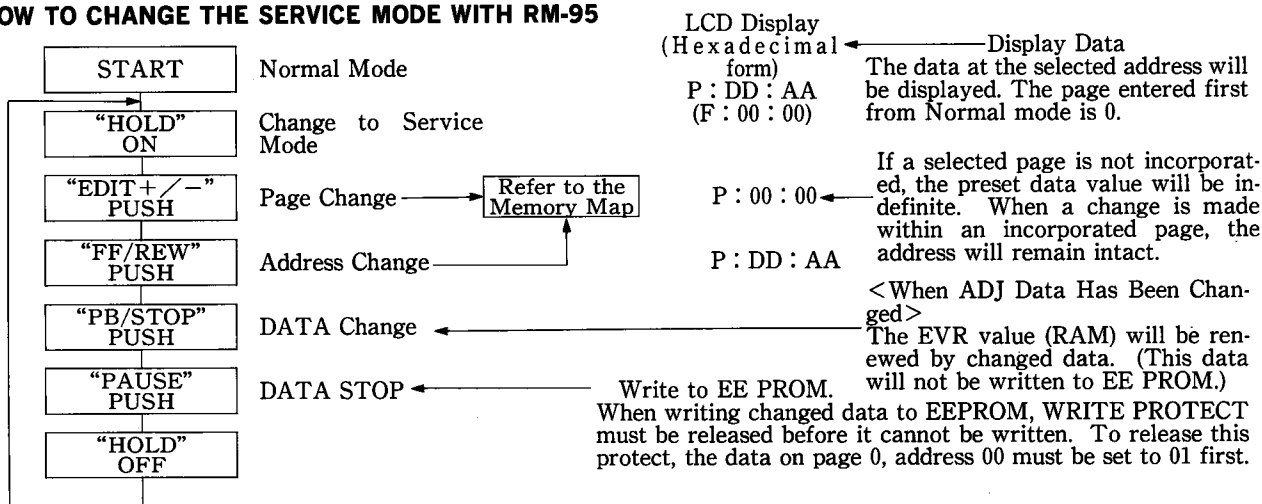 OW TO CHANGE THE SERVICE MODE WITH RM-95
START
Normal Mode
"HOLD"
ON
Change to Service
Mode
"EDIT+/−"
PUSH
Page Change
Refer to the
Memory Map
"FF/REW"
PUSH
Address Change
"PB/STOP"
PUSH
DATA Change
"PAUSE"
PUSH
DATA STOP
"HOLD"
OFF
LCD Display
(Hexadecimal
form)
P : DD : AA
(F : 00 : 00)
Display Data
The data at the selected address will
be displayed. The page entered first
from Normal mode is 0.
P : 00 : 00
If a selected page is not incorporat-
ed, the preset data value will be in-
definite. When a change is made
within an incorporated page, the
address will remain intact.
P : DD : AA
<When ADJ Data Has Been Chan-
ged>
The EVR value (RAM) will be ren-
ewed by changed data. (This data
will not be written to EE PROM.)
Write to EE PROM.
When writing changed data to EEPROM, WRITE PROTECT
must be released before it cannot be written. To release this
protect, the data on page 0, address 00 must be set to 01 first.